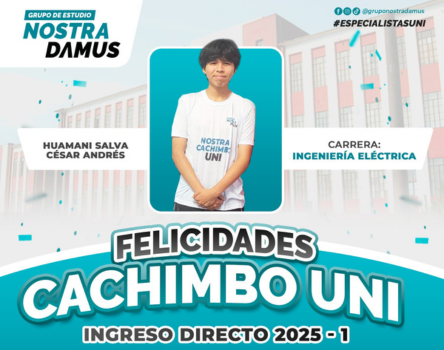 GRUPO DE ESTUDIO
NOSTRA
DAMUS
@gruponostradamus
#ESPECIALISTASUNI
HUAMANI SALVA
CÉSAR ANDRÉS
NOSTRA
CACHIMBO
UNI
CARRERA:
INGENIERÍA ELÉCTRICA
FELICIDADES
CACHIMBO UNI
INGRESO DIRECTO 2025 - 1